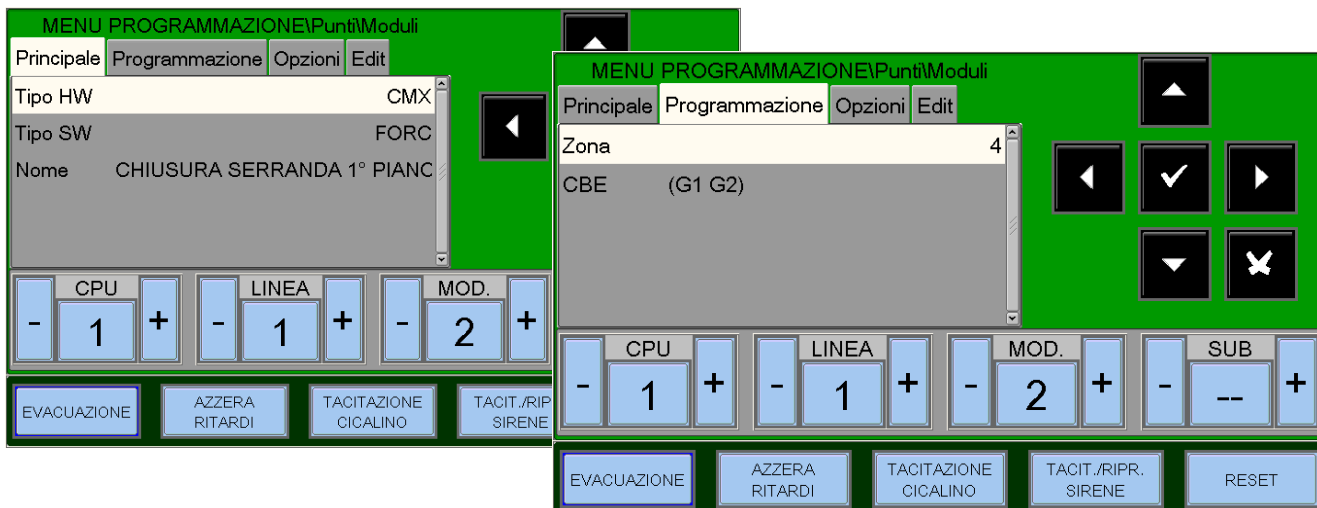 MENU PROGRAMMAZIONE\Punti\Moduli
Principale Programmazione Opzioni Edit
Tipo HW CMX
Tipo SW FORC
Nome CHIUSURA SERRANDA 1° PIANO
CPU LINEA MOD.
- 1 + - 1 + - 2 +
EVACUAZIONE
AZZERA
RITARDI
TACITAZIONE
CICALINO
TACIT./RIP
SIRENE
MENU PROGRAMMAZIONE\Punti\Moduli
Principale Programmazione Opzioni Edit
Zona 4
CBE (G1 G2)
CPU LINEA MOD. SUB
- 1 + - 1 + - 2 + - -- +
EVACUAZIONE
AZZERA
RITARDI
TACITAZIONE
CICALINO
TACIT./RIPR.
SIRENE
RESET